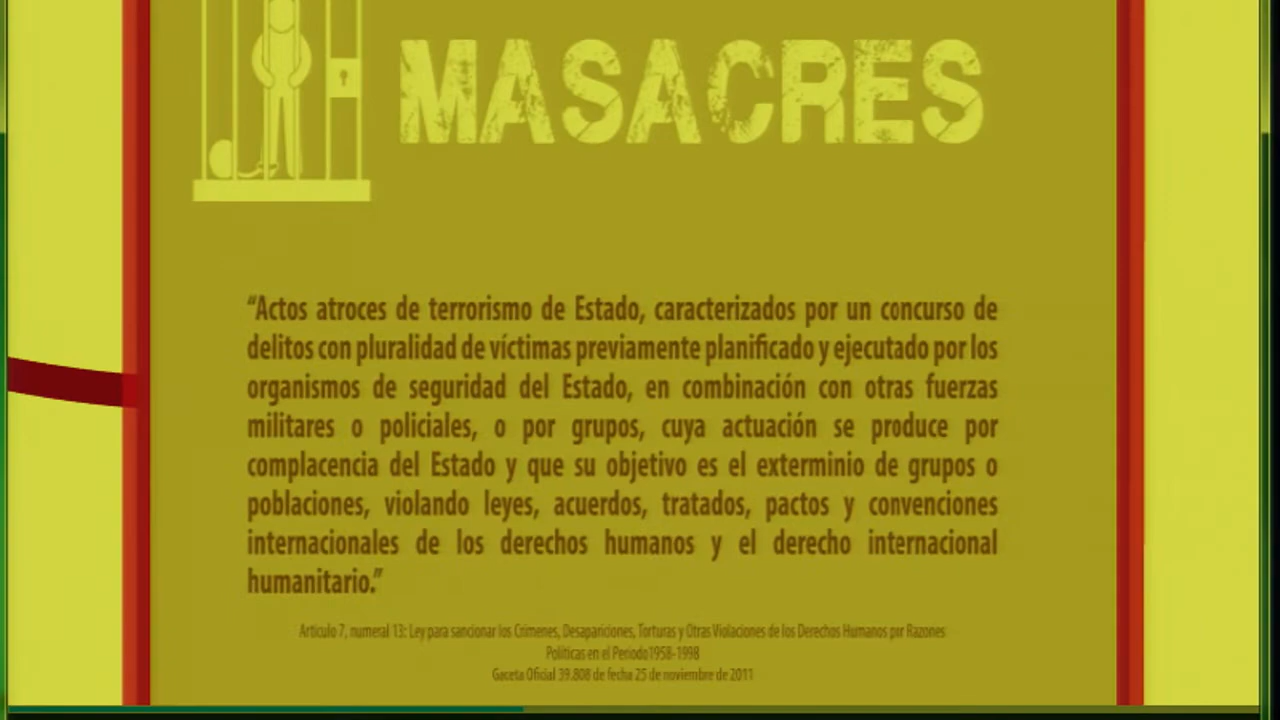 MASACRES
“Actos atroces de terrorismo de Estado, caracterizados por un concurso de
delitos con pluralidad de víctimas previamente planificado y ejecutado por los
organismos de seguridad del Estado, en combinación con otras fuerzas
militares o policiales, o por grupos, cuya actuación se produce por
complacencia del Estado y que su objetivo es el exterminio de grupos o
poblaciones, violando leyes, acuerdos, tratados, pactos y convenciones
internacionales de los derechos humanos y el derecho internacional
humanitario.”
Artículo 7, numeral 13: Ley para sancionar los Crímenes, Desapariciones, Torturas y Otras Violaciones de los Derechos Humanos por Razones
Políticas en el Periodo1958-1998
Gaceta Oficial 39.808 de fecha 25 de noviembre de 2011